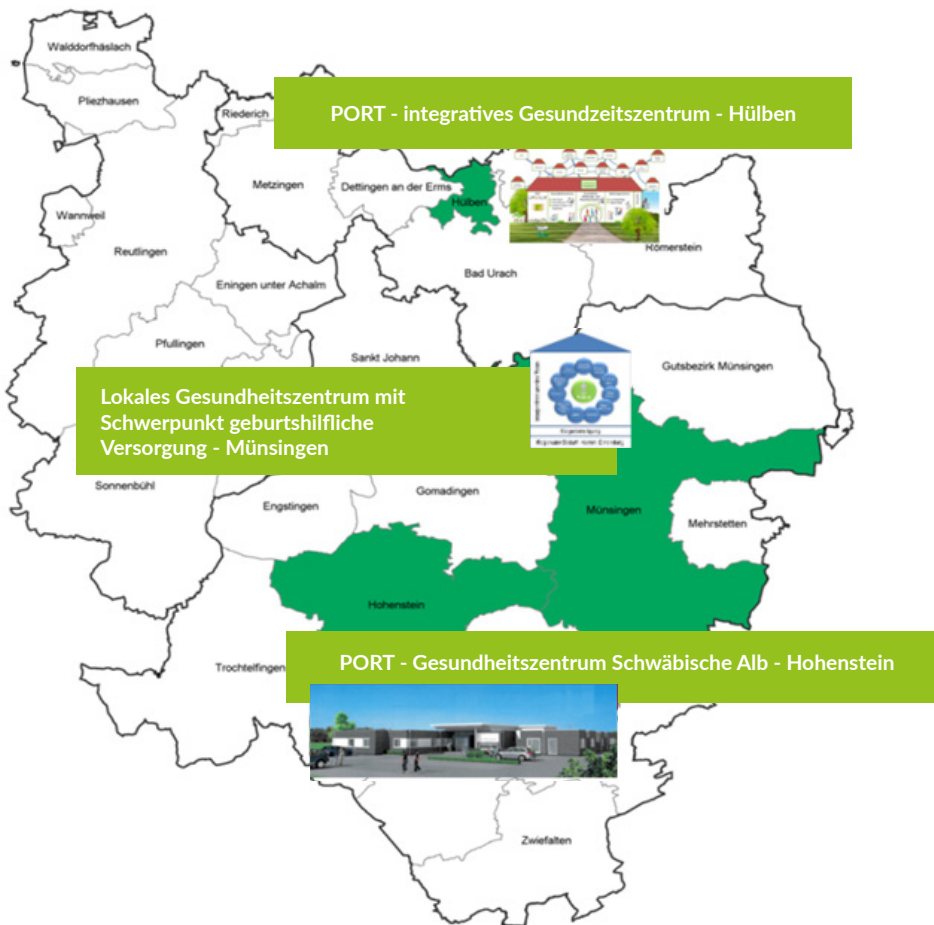 Walddorfhäslach
Pliezhausen
Riederich
PORT - integratives Gesundzeitszentrum - Hülben
Metzingen
Dettingen an der Erms
Hülben
Wannweil
Reutlingen
Römerstein
Bad Urach
Eningen unter Achalm
Pfullingen
Sankt Johann
Gutsbezirk Münsingen
Lokales Gesundheitszentrum mit
Schwerpunkt geburtshilfliche
Versorgung - Münsingen
Sonnenbühl
Gomadingen
Engstingen
Münsingen
Mehrstetten
Hohenstein
Trochtelfingen
PORT - Gesundheitszentrum Schwäbische Alb - Hohenstein
Zwiefalten